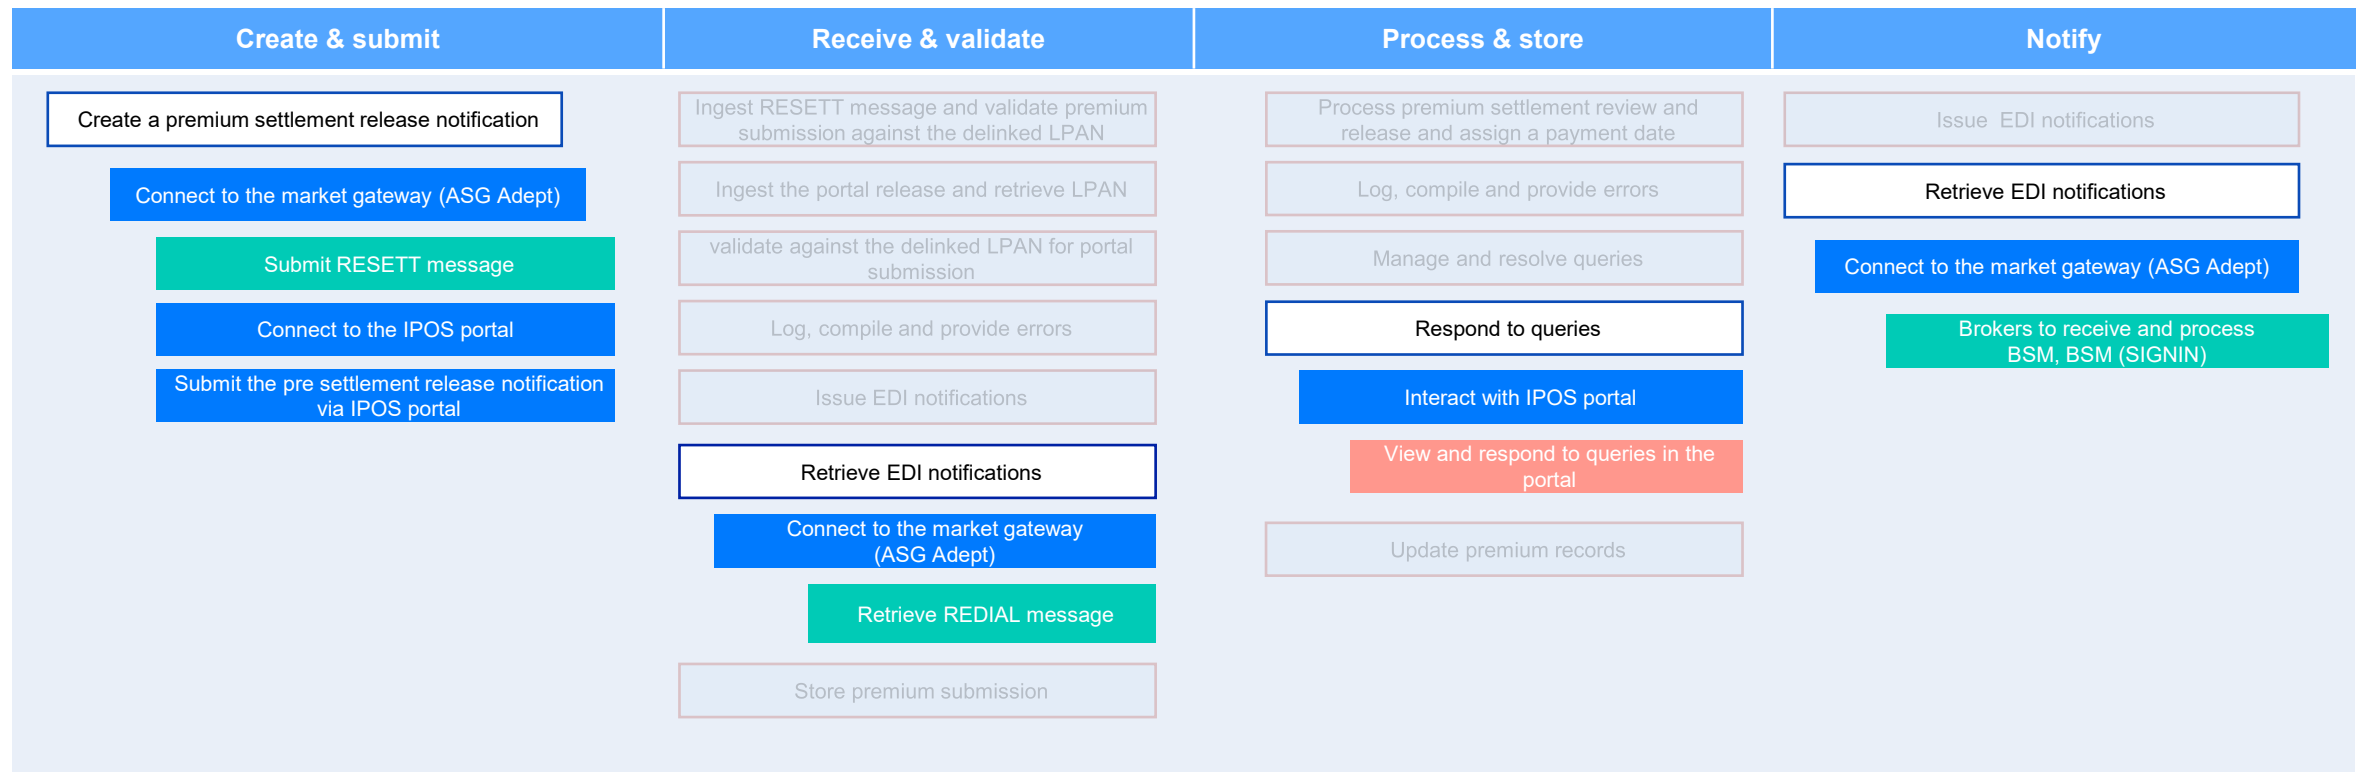 Create & submit
Receive & validate
Process & store
Notify
Create a premium settlement release notification
Connect to the market gateway (ASG Adept)
Submit RESETT message
Connect to the IPOS portal
Submit the pre settlement release notification
via IPOS portal
Ingest RESETT message and validate premium
submission against the delinked LPAN
Ingest the portal release and retrieve LPAN
validate against the delinked LPAN for portal
submission
Log, compile and provide errors
Issue EDI notifications
Retrieve EDI notifications
Connect to the market gateway
(ASG Adept)
Retrieve REDIAL message
Store premium submission
Process premium settlement review and
release and assign a payment date
Log, compile and provide errors
Manage and resolve queries
Respond to queries
Interact with IPOS portal
View and respond to queries in the
portal
Update premium records
Issue  EDI notifications
Retrieve EDI notifications
Connect to the market gateway (ASG Adept)
Brokers to receive and process
BSM, BSM (SIGNIN)